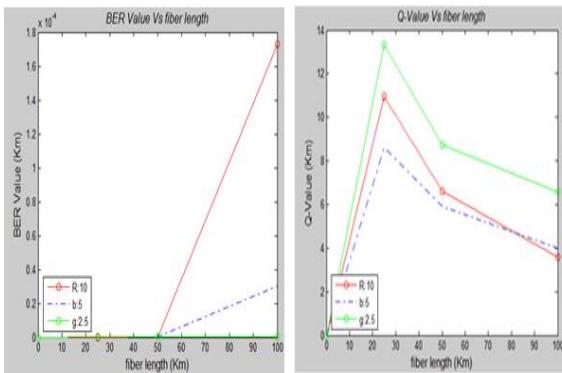 BER Value Vs fiber length
x 10⁻⁴
1.8
1.6
1.4
1.2
1
0.8
0.6
0.4
0.2
0
BER Value (Km)
R:10
b:5
g:2.5
0 10 20 30 40 50 60 70 80 90 100
fiber length (Km)
Q-Value Vs fiber length
14
12
10
8
6
4
2
0
Q-Value (Km)
R:10
b:5
g:2.5
0 10 20 30 40 50 60 70 80 90 100
fiber length (Km)